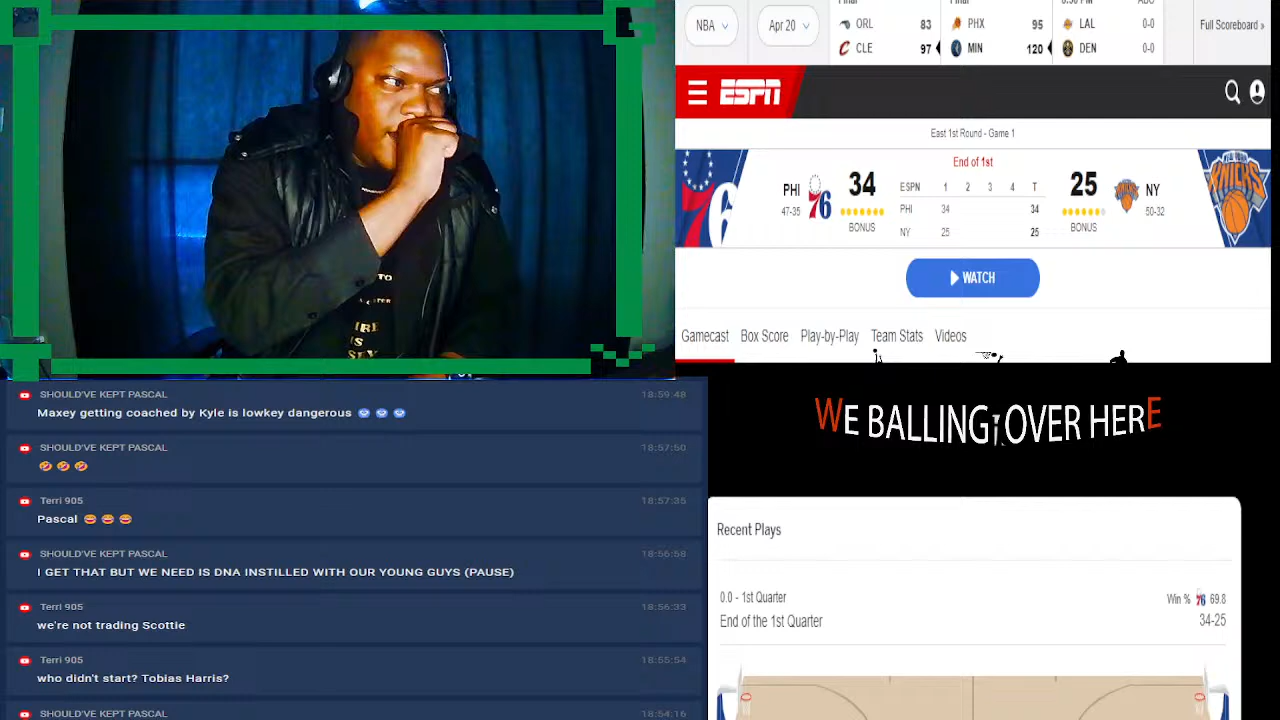 NBA
Apr 20
Final
ORL 83
CLE 97
Final
PHX 95
MIN 120
LAL 0-0
DEN 0-0
Full Scoreboard »
ESPN
East 1st Round - Game 1
End of 1st
PHI
47-35
76
34
BONUS
ESPN 1 2 3 4 T
PHI 34 34
NY 25 25
25
BONUS
NY
50-32
KNICKS
WATCH
Gamecast Box Score Play-by-Play Team Stats Videos
TO
IRE
IS
SHOULD'VE KEPT PASCAL 18:59:48
Maxey getting coached by Kyle is lowkey dangerous
SHOULD'VE KEPT PASCAL 18:57:50
Terri 905 18:57:35
Pascal
SHOULD'VE KEPT PASCAL 18:56:58
I GET THAT BUT WE NEED IS DNA INSTILLED WITH OUR YOUNG GUYS (PAUSE)
Terri 905 18:56:33
we're not trading Scottie
Terri 905 18:55:54
who didn't start? Tobias Harris?
SHOULD'VE KEPT PASCAL 18:54:16
WE BALLING OVER HERE
Recent Plays
0.0 - 1st Quarter
Win % 76 69.8
End of the 1st Quarter
34-25